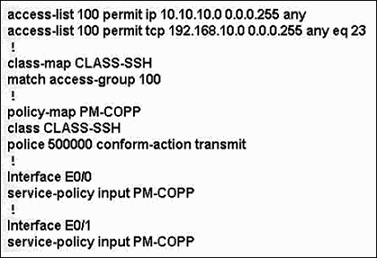 access-list 100 permit ip 10.10.10.0 0.0.0.255 any
access-list 100 permit tcp 192.168.10.0 0.0.0.255 any eq 23
!
class-map CLASS-SSH
match access-group 100
!
policy-map PM-COPP
class CLASS-SSH
police 500000 conform-action transmit
!
Interface E0/0
service-policy input PM-COPP
!
Interface E0/1
service-policy input PM-COPP